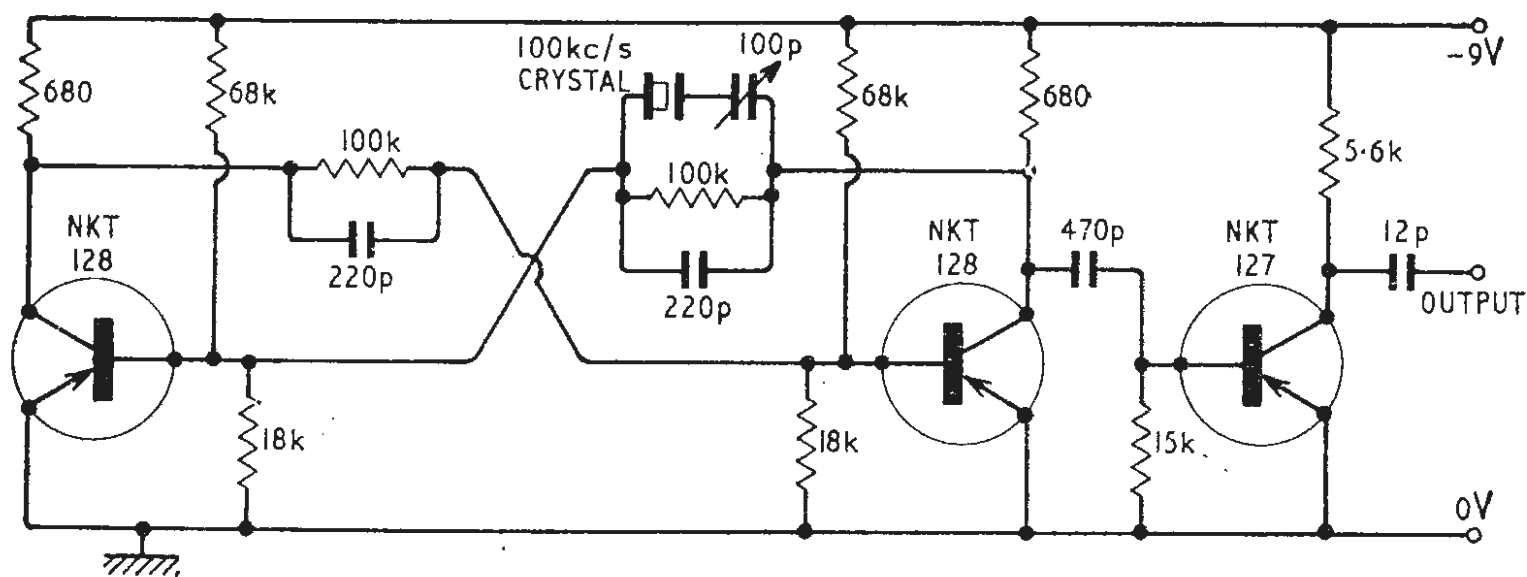 100kc/s
CRYSTAL
100p
-9V
680
68k
68k
680
100k
100k
5·6k
NKT
128
220p
220p
NKT
128
470p
NKT
127
12p
OUTPUT
18k
18k
15k
0V